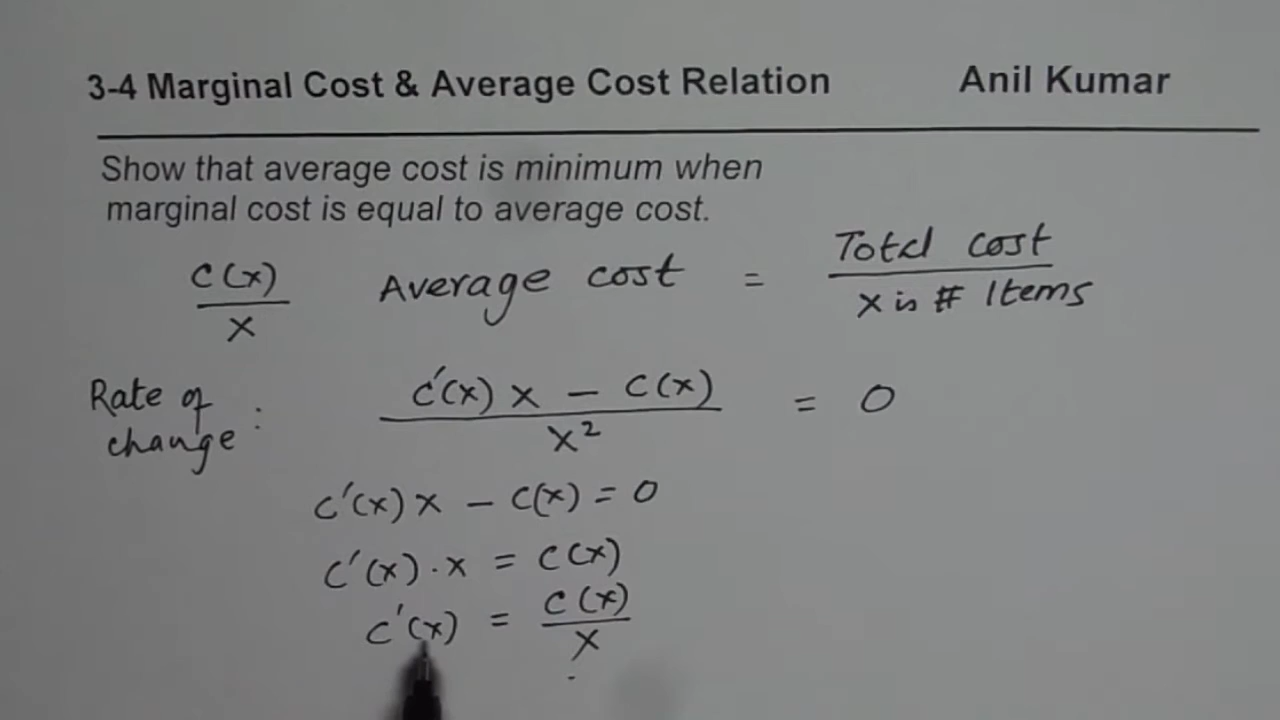 3-4 Marginal Cost & Average Cost Relation Anil Kumar
Show that average cost is minimum when
marginal cost is equal to average cost.
C(x)/x Average cost = Total cost/x is # Items
Rate of change: (C'(x) x − C(x))/x² = 0
C'(x) x − C(x) = 0
C'(x) · x = C(x)
C'(x) = C(x)/x